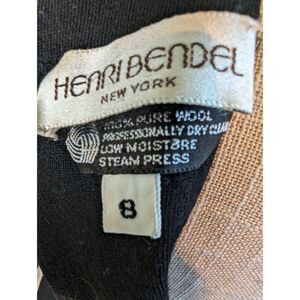 HENRI BENDEL
NEW YORK
100% PURE WOOL
PROFESSIONALLY DRY CLEAN
LOW MOISTURE
STEAM PRESS
8